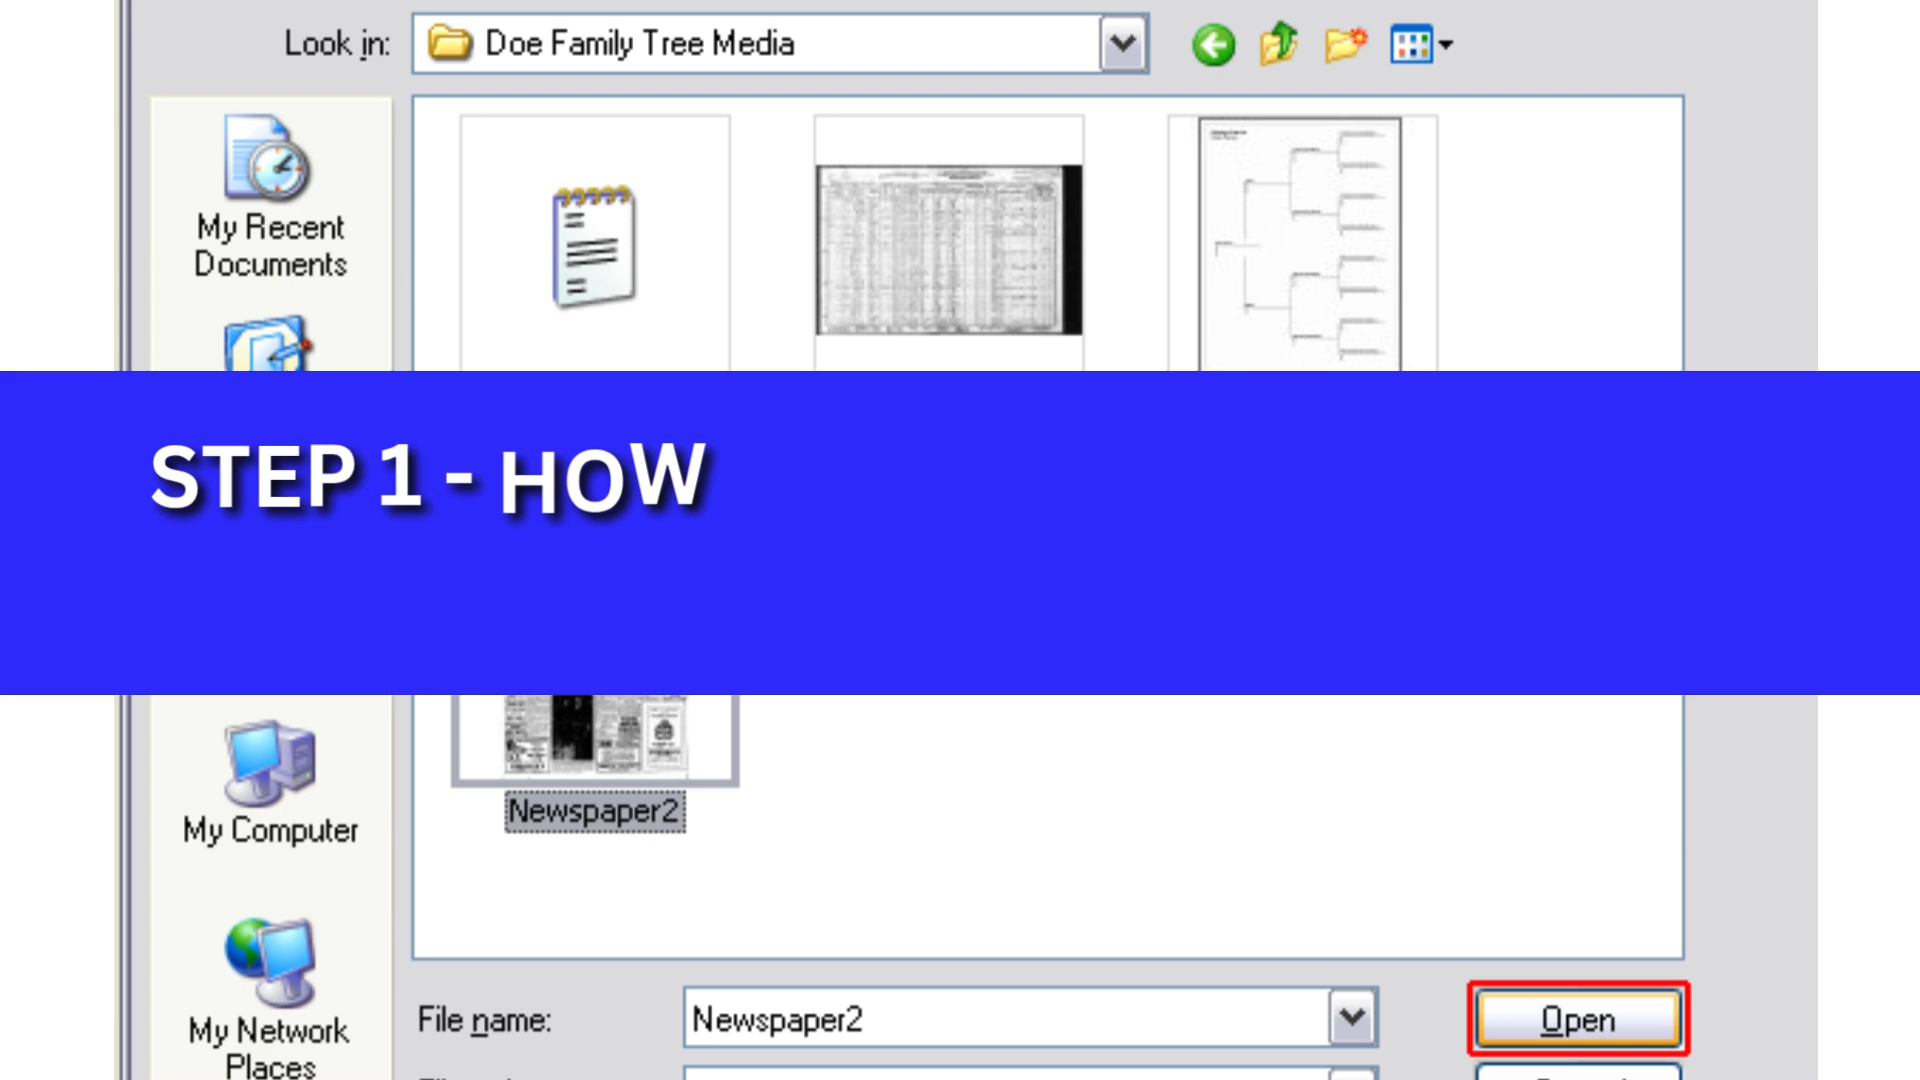 Look in:
Doe Family Tree Media
My Recent
Documents
STEP 1 - HOW
Newspaper2
My Computer
My Network
Places
File name:
Newspaper2
Open